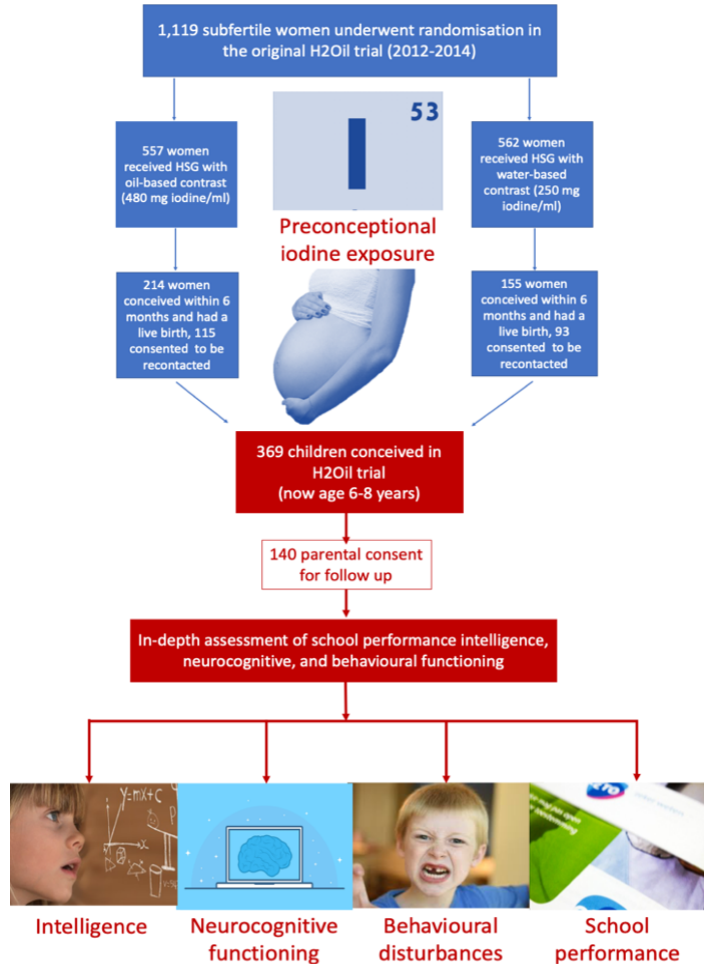 1,119 subfertile women underwent randomisation in
the original H2Oil trial (2012-2014)
557 women
received HSG with
oil-based contrast
(480 mg iodine/ml)
53
I
562 women
received HSG with
water-based
contrast (250 mg
iodine/ml)
Preconceptional
iodine exposure
214 women
conceived within 6
months and had a
live birth, 115
consented to be
recontacted
155 women
conceived within 6
months and had a
live birth, 93
consented to be
recontacted
369 children conceived in
H2Oil trial
(now age 6-8 years)
140 parental consent
for follow up
In-depth assessment of school performance intelligence,
neurocognitive, and behavioural functioning
Y=mx+C
x
Intelligence
Neurocognitive
functioning
Behavioural
disturbances
School
performance